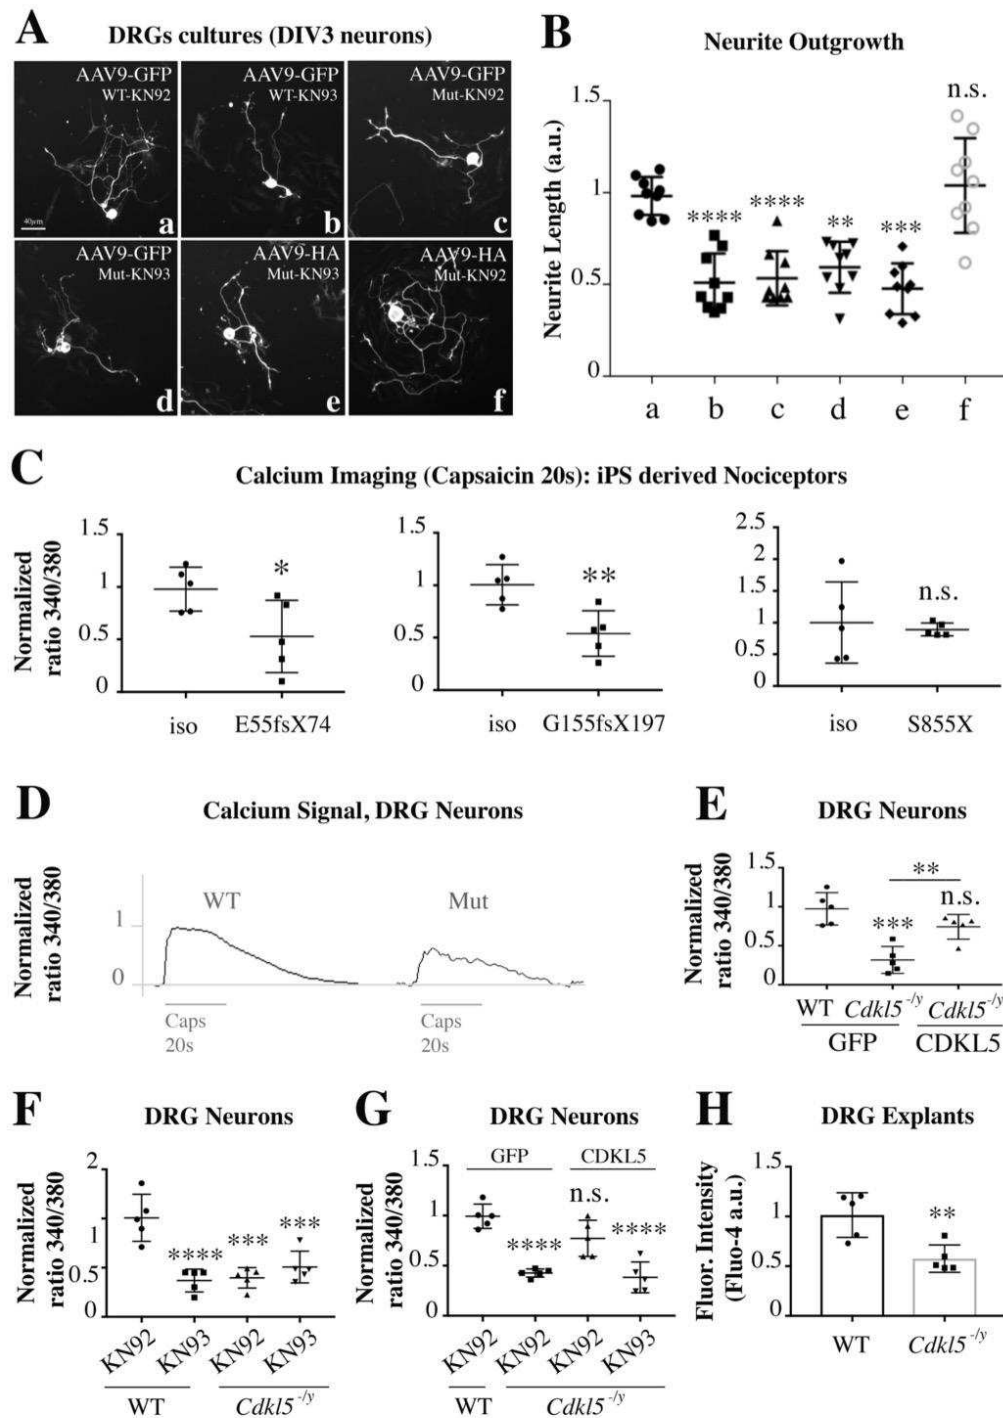 A
DRGs cultures (DIV3 neurons)
AAV9-GFP
WT-KN92
40µm
a
AAV9-GFP
WT-KN93
b
AAV9-GFP
Mut-KN92
c
AAV9-GFP
Mut-KN93
d
AAV9-HA
Mut-KN93
e
AAV9-HA
Mut-KN92
f
B
Neurite Outgrowth
Neurite Length (a.u.)
1.5
1
0.5
0
****
****
**
***
n.s.
a b c d e f
C
Calcium Imaging (Capsaicin 20s): iPS derived Nociceptors
Normalized
ratio 340/380
1.5
1
0.5
0
*
iso E55fsX74
1.5
1
0.5
0
**
iso G155fsX197
2.5
2
1.5
1
0.5
0
n.s.
iso S855X
D
Calcium Signal, DRG Neurons
Normalized
ratio 340/380
1
0
WT
Mut
Caps
20s
Caps
20s
E
DRG Neurons
Normalized
ratio 340/380
1.5
1
0.5
0
**
***
n.s.
WT Cdkl5-/y Cdkl5-/y
GFP CDKL5
F
DRG Neurons
Normalized
ratio 340/380
2
1
0.5
0
****
***
***
KN92 KN93 KN92 KN93
WT Cdkl5-/y
G
DRG Neurons
Normalized
ratio 340/380
1.5
1
0.5
0
GFP CDKL5
****
n.s.
****
KN92 KN92 KN92 KN93
WT Cdkl5-/y
H
DRG Explants
Fluor. Intensity
(Fluo-4 a.u.)
1.5
1
0.5
0
**
WT Cdkl5-/y